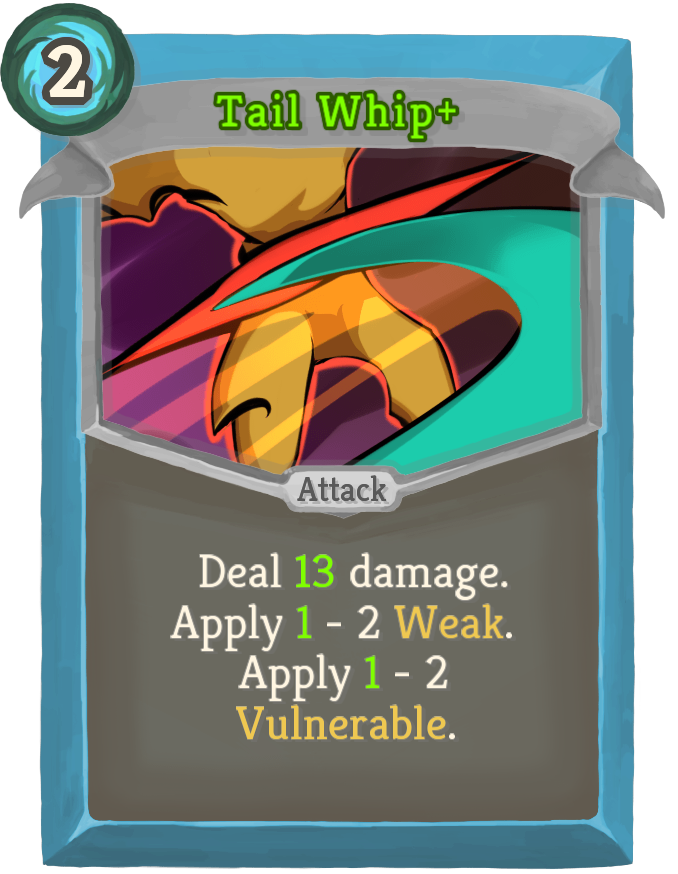 2
Tail Whip+
Attack
Deal 13 damage.
Apply 1 - 2 Weak.
Apply 1 - 2
Vulnerable.